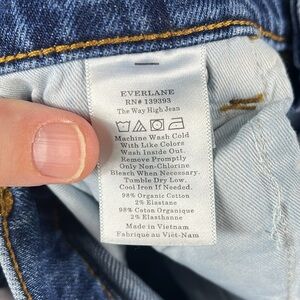 EVERLANE
RN# 139393
The Way High Jean
Machine Wash Cold
With Like Colors
Wash Inside Out.
Remove Promptly
Only Non-Chlorine
Bleach When Necessary.
Tumble Dry Low,
Cool Iron If Needed.
98% Organic Cotton
2% Elastane
98% Coton Organique
2% Elasthanne
Made in Vietnam
Fabriqué au Viêt-Nam